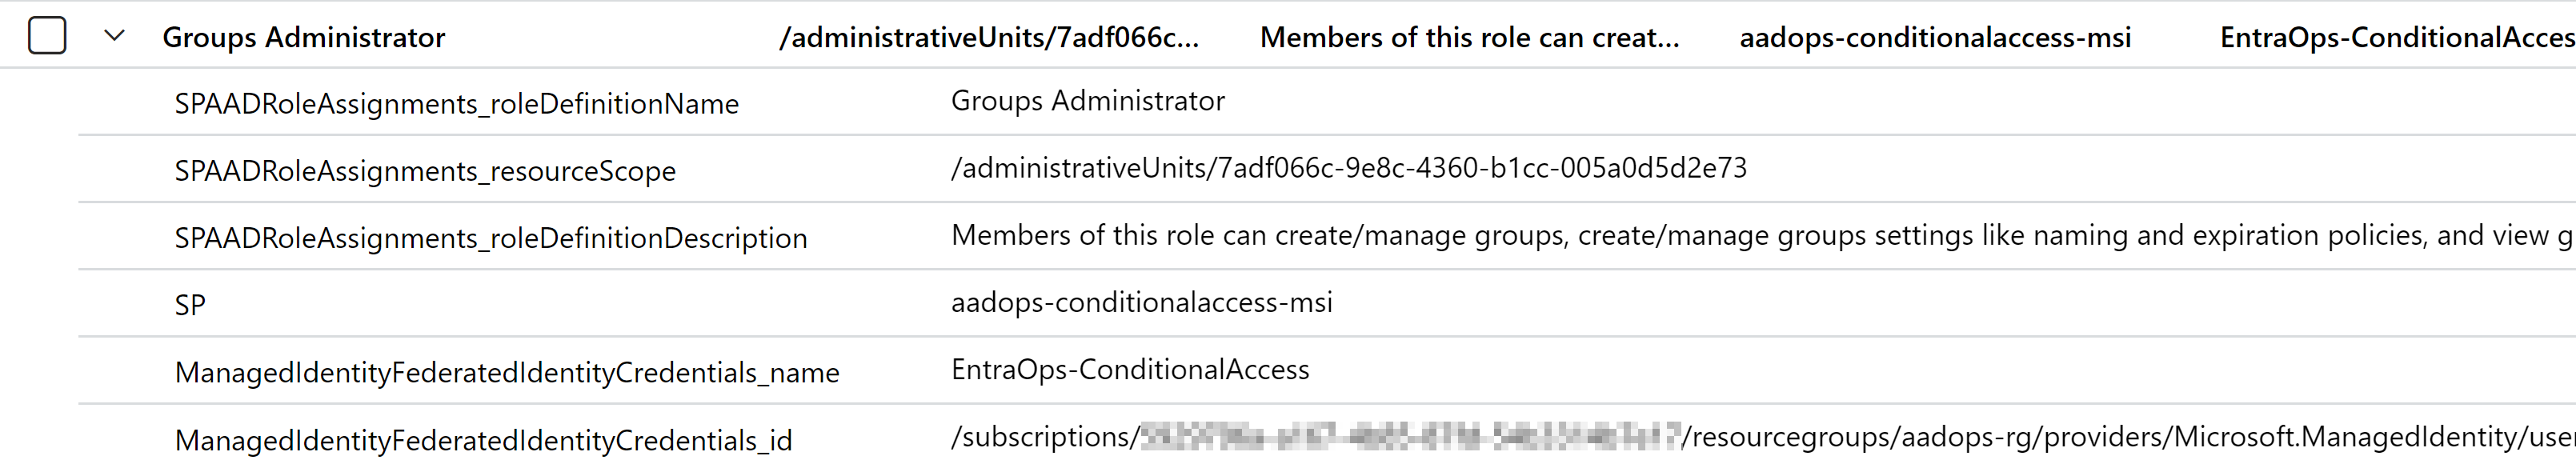 Groups Administrator /administrativeUnits/7adf066c... Members of this role can creat... aadops-conditionalaccess-msi EntraOps-ConditionalAcces
SPAADRoleAssignments_roleDefinitionName Groups Administrator
SPAADRoleAssignments_resourceScope /administrativeUnits/7adf066c-9e8c-4360-b1cc-005a0d5d2e73
SPAADRoleAssignments_roleDefinitionDescription Members of this role can create/manage groups, create/manage groups settings like naming and expiration policies, and view g
SP aadops-conditionalaccess-msi
ManagedIdentityFederatedIdentityCredentials_name EntraOps-ConditionalAccess
ManagedIdentityFederatedIdentityCredentials_id /subscriptions/ /resourcegroups/aadops-rg/providers/Microsoft.ManagedIdentity/use